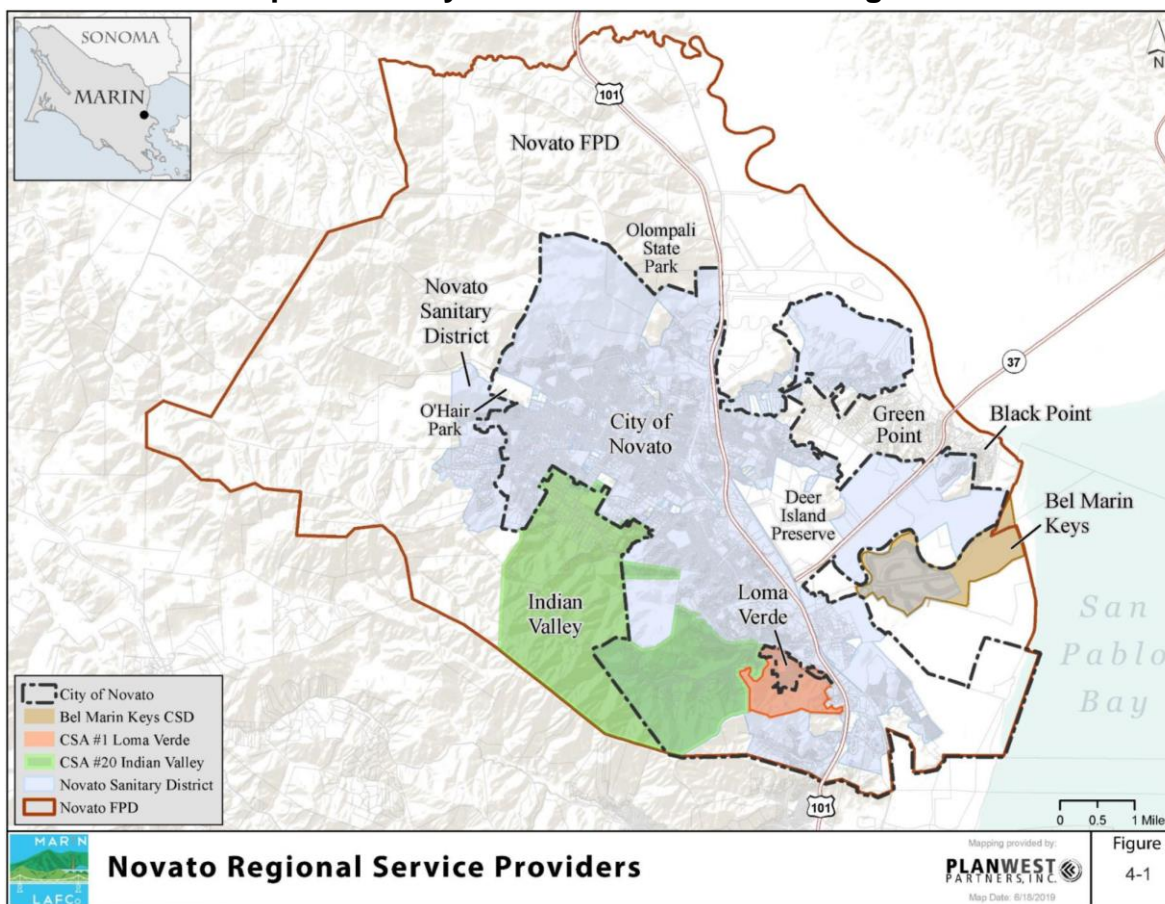 SONOMA
MARIN
N
101
Novato FPD
Olompali
State
Park
Novato
Sanitary
District
37
O'Hair
Park
City of
Novato
Green
Point
Black Point
Deer
Island
Preserve
Bel Marin
Keys
Indian
Valley
Loma
Verde
San
Pablo
Bay
City of Novato
Bel Marin Keys CSD
CSA #1 Loma Verde
CSA #20 Indian Valley
Novato Sanitary District
Novato FPD
101
0 0.5 1 Mile
MARIN
LAFCo
Novato Regional Service Providers
Mapping provided by:
PLANWEST
PARTNERS, INC.
Map Date: 6/18/2019
Figure
4-1